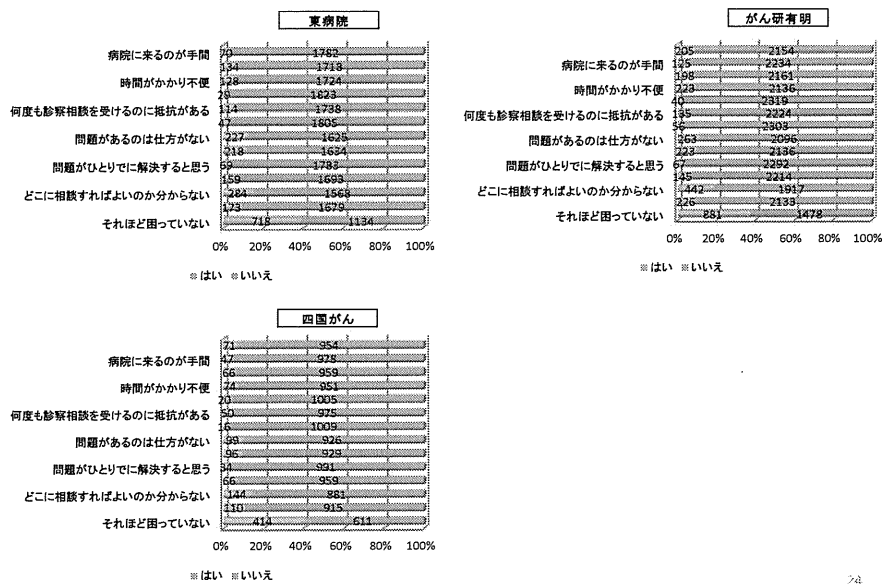 東病院
70 1782
病院に来るのが手間
134 1718
時間がかかり不便 128 1724
29 1823
何度も診察相談を受けるのに抵抗がある 114 1738
47 1805
問題があるのは仕方がない 227 1625
218 1634
問題がひとりでに解決すると思う 69 1783
159 1693
どこに相談すればよいのか分からない 284 1568
173 1679
それほど困っていない 718 1134
0% 20% 40% 60% 80% 100%
はい いいえ
がん研有明
205 2154
病院に来るのが手間 125 2234
198 2161
時間がかかり不便 223 2136
40 2319
何度も診察相談を受けるのに抵抗がある 135 2224
56 2303
問題があるのは仕方がない 263 2096
223 2136
問題がひとりでに解決すると思う 67 2292
145 2214
どこに相談すればよいのか分からない 442 1917
226 2133
それほど困っていない 881 1478
0% 20% 40% 60% 80% 100%
はい いいえ
四国がん
71 954
病院に来るのが手間 47 978
66 959
時間がかかり不便 74 951
20 1005
何度も診察相談を受けるのに抵抗がある 50 975
16 1009
問題があるのは仕方がない 99 926
96 929
問題がひとりでに解決すると思う 34 991
66 959
どこに相談すればよいのか分からない 144 881
110 915
それほど困っていない 414 611
0% 20% 40% 60% 80% 100%
はい いいえ